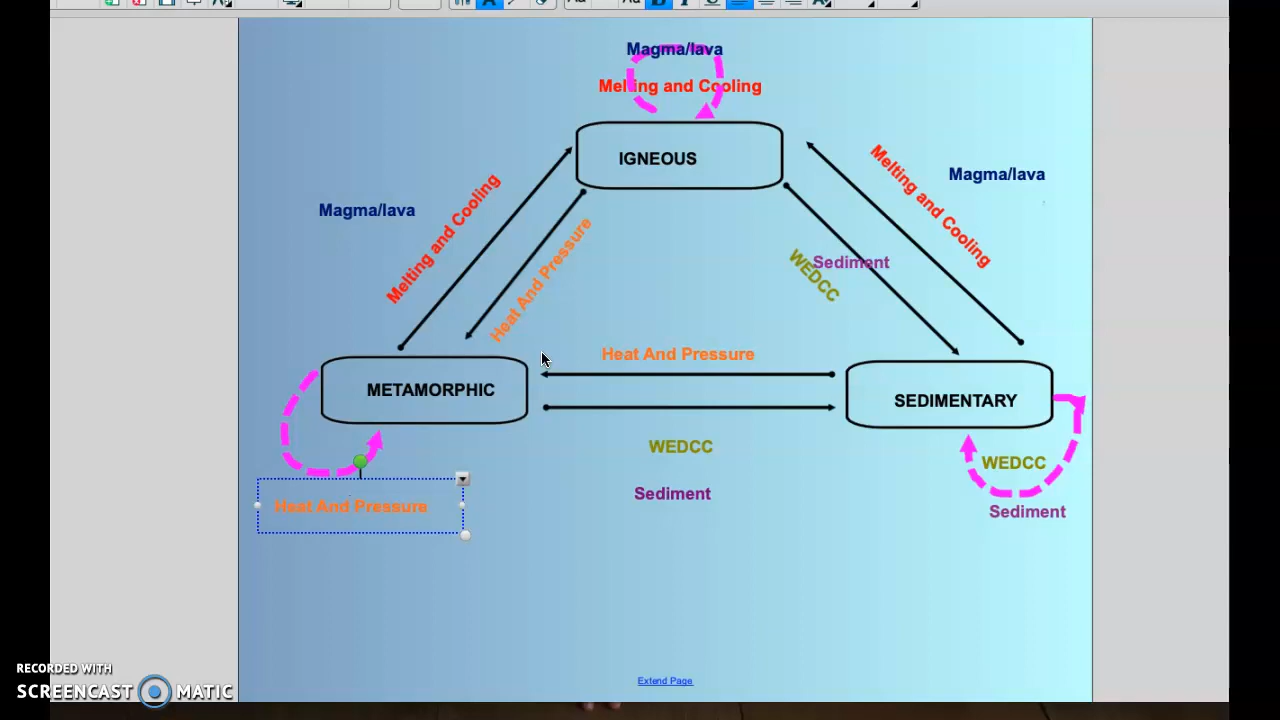 Magma/lava
Melting and Cooling
IGNEOUS
Magma/lava
Melting and Cooling
Magma/lava
Melting and Cooling
Heat And Pressure
WEDCC
Sediment
Heat And Pressure
METAMORPHIC
SEDIMENTARY
WEDCC
WEDCC
Sediment
Heat And Pressure
Sediment
RECORDED WITH
SCREENCAST MATIC
Extend Page